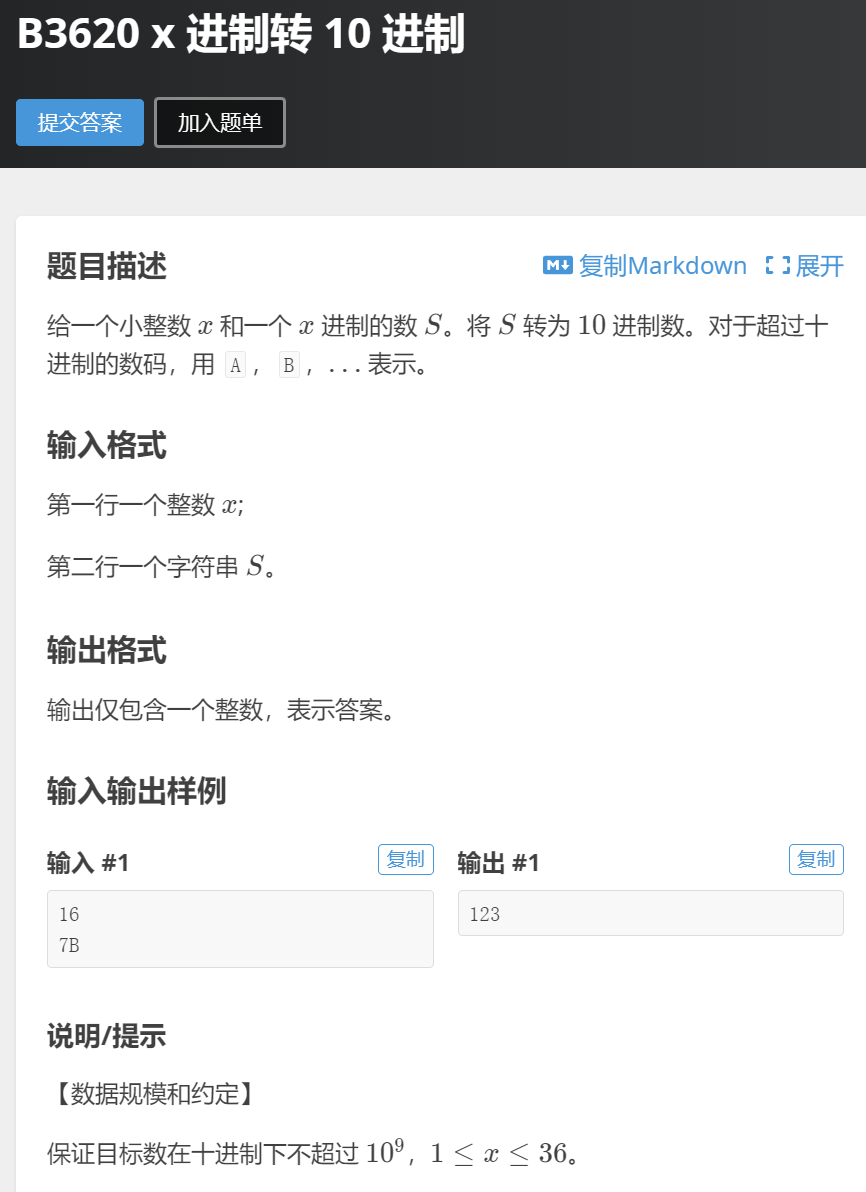 B3620 x 进制转 10 进制
提交答案 加入题单
题目描述 复制Markdown 展开
给一个小整数 x 和一个 x 进制的数 S。将 S 转为 10 进制数。对于超过十
进制的数码，用 A，B，... 表示。
输入格式
第一行一个整数 x;
第二行一个字符串 S。
输出格式
输出仅包含一个整数，表示答案。
输入输出样例
输入 #1 复制 输出 #1 复制
16 123
7B
说明/提示
【数据规模和约定】
保证目标数在十进制下不超过 10⁹，1 ≤ x ≤ 36。